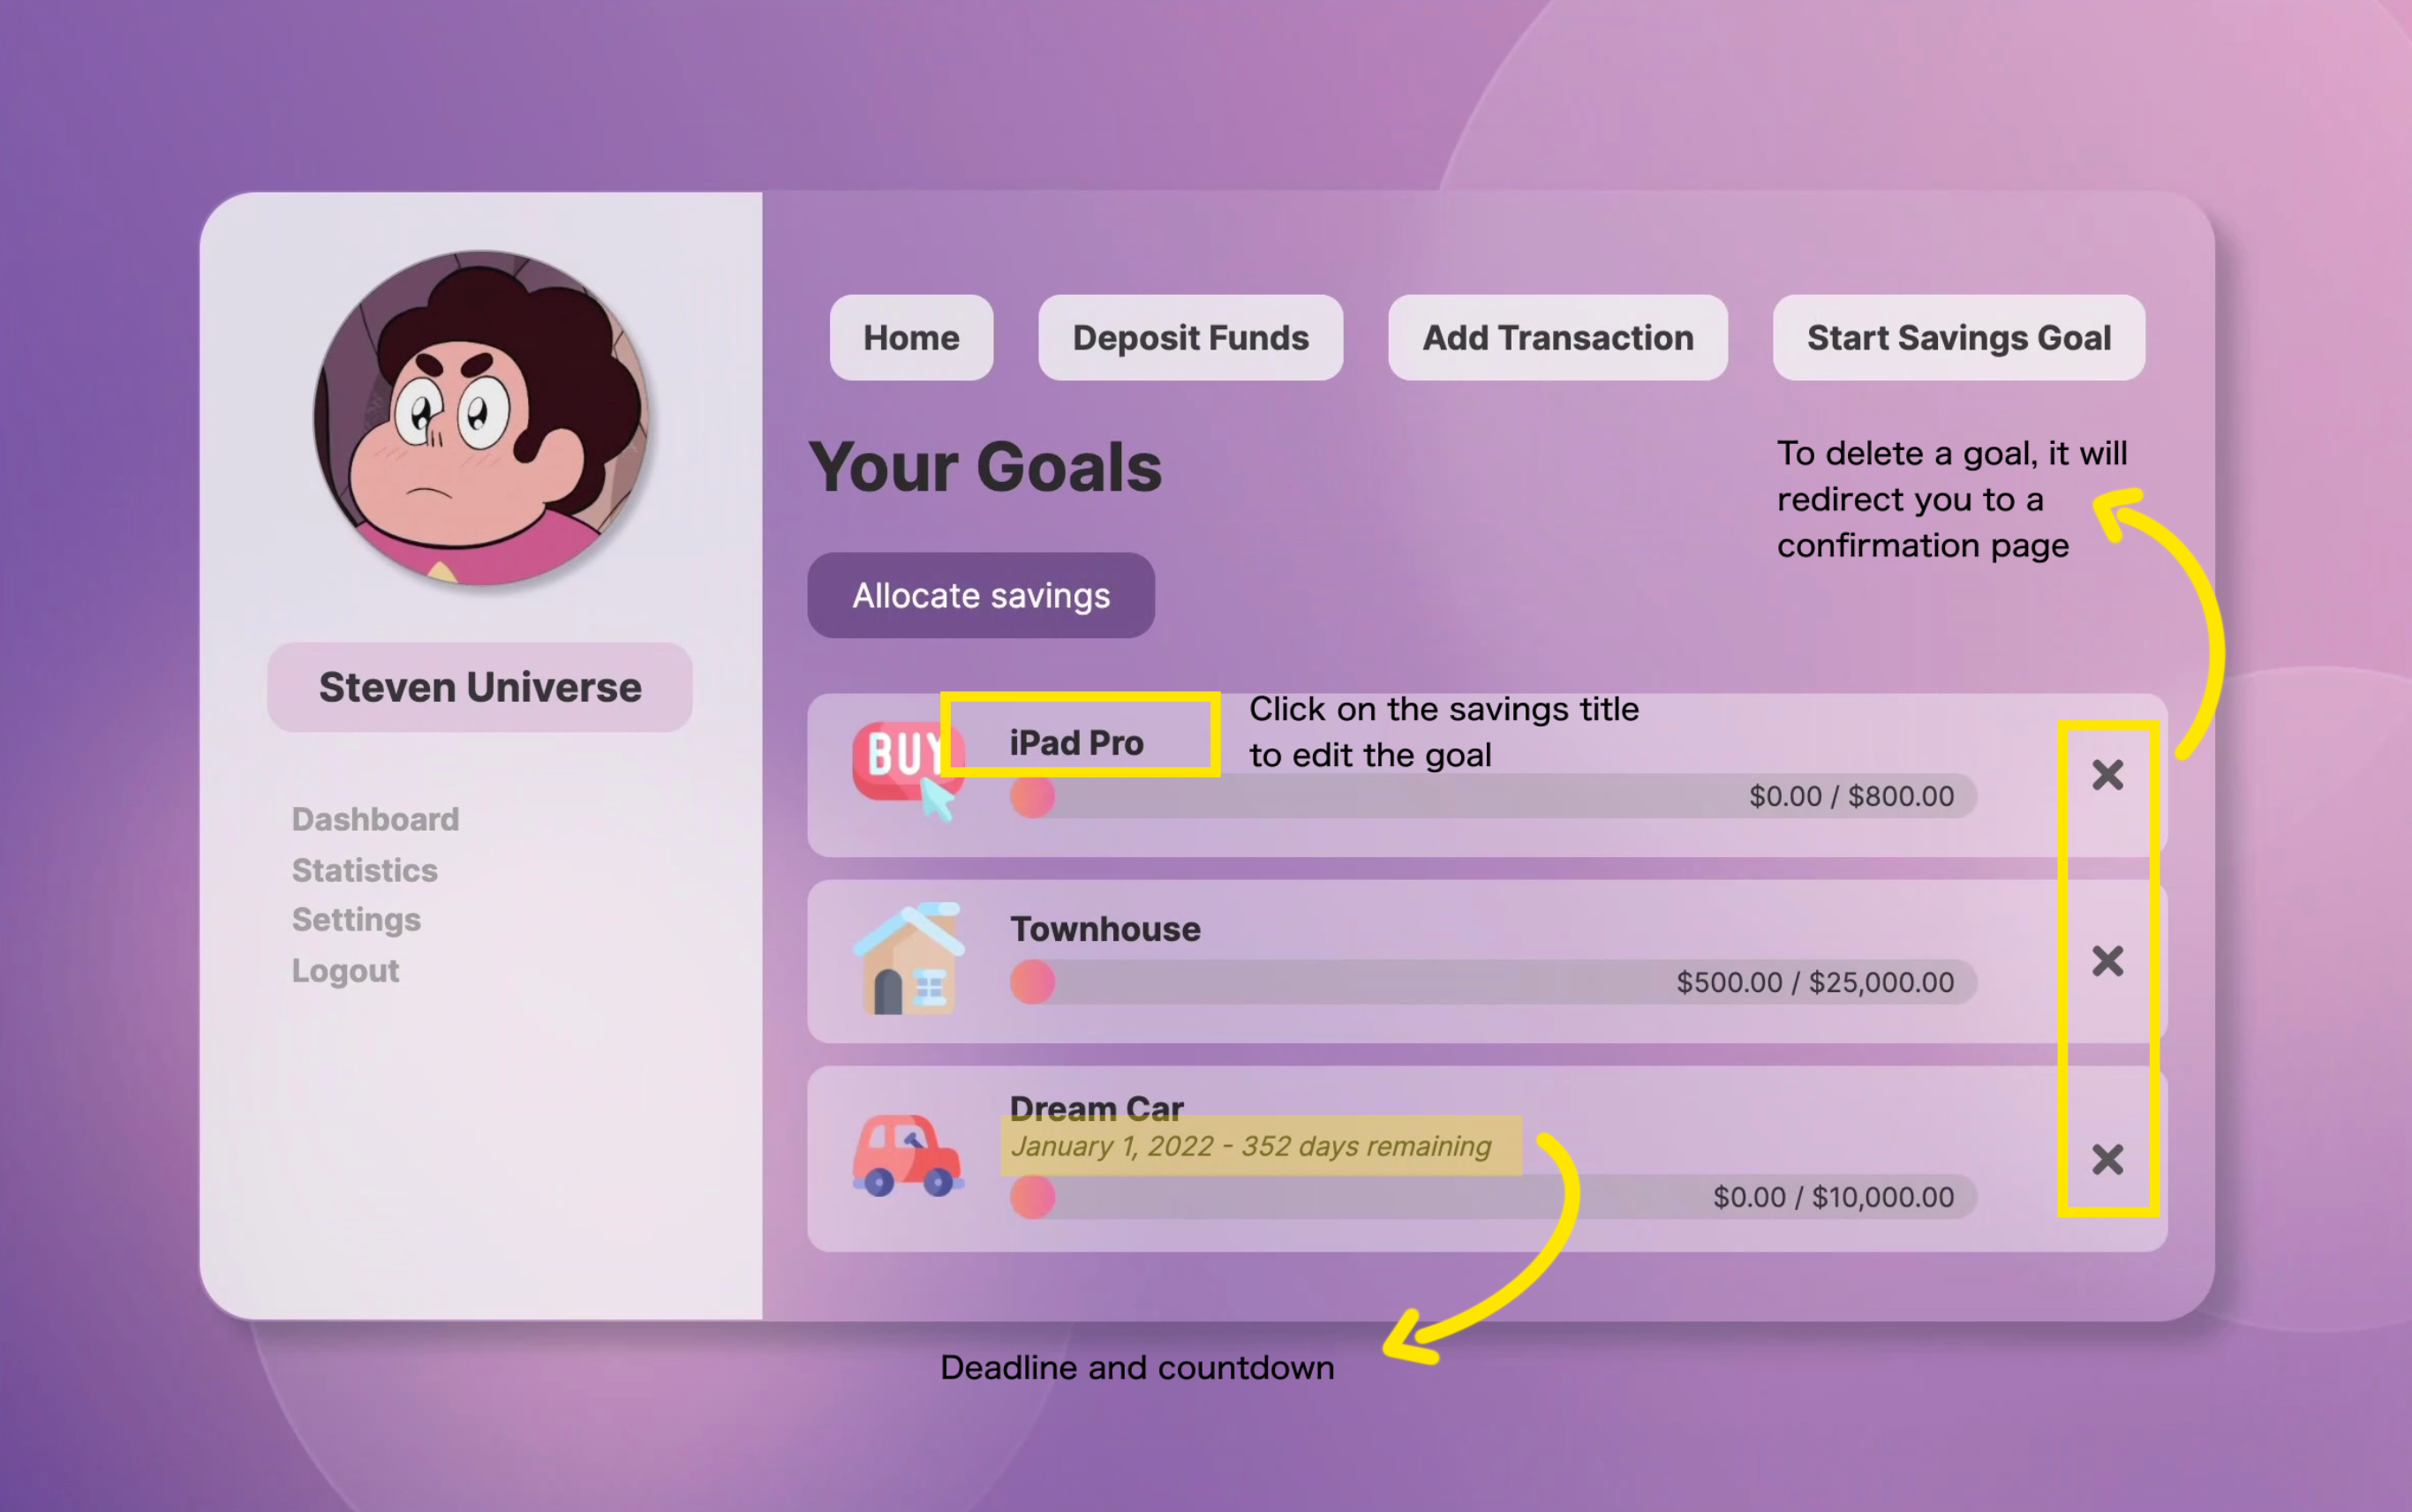 Home
Deposit Funds
Add Transaction
Start Savings Goal
Steven Universe
Dashboard
Statistics
Settings
Logout
Your Goals
To delete a goal, it will
redirect you to a
confirmation page
Allocate savings
BUY
iPad Pro
Click on the savings title
to edit the goal
$0.00 / $800.00
Townhouse
$500.00 / $25,000.00
Dream Car
January 1, 2022 - 352 days remaining
$0.00 / $10,000.00
Deadline and countdown